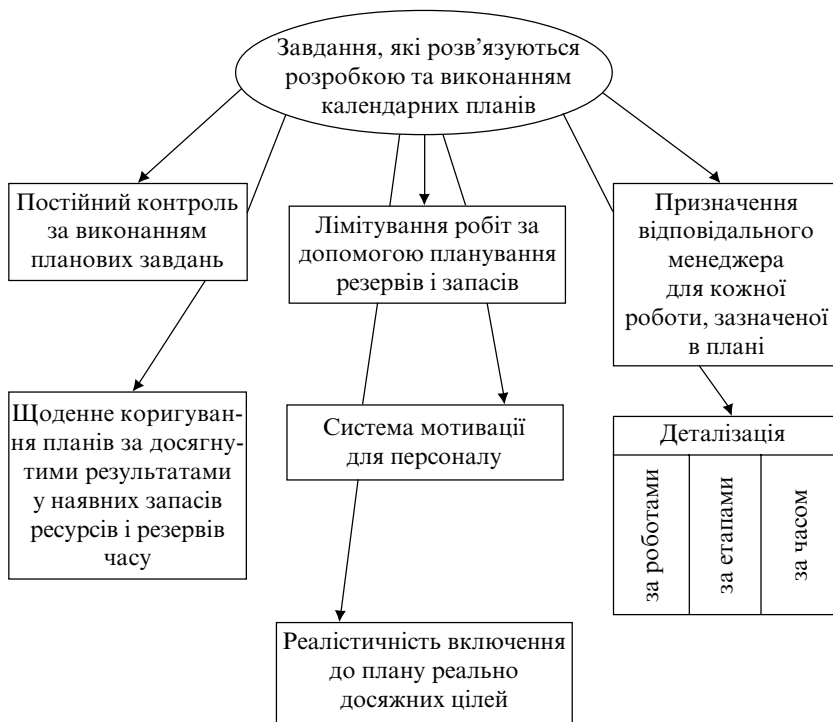 Завдання, які розв’язуються
розробкою та виконанням
календарних планів
Постійний контроль
за виконанням
планових завдань
Лімітування робіт за
допомогою планування
резервів і запасів
Призначення
відповідального
менеджера
для кожної
роботи, зазначеної
в плані
Щоденне коригуван-
ня планів за досягну-
тими результатами
у наявних запасів
ресурсів і резервів
часу
Система мотивації
для персоналу
Деталізація
за роботами
за етапами
за часом
Реалістичність включення
до плану реально
досяжних цілей